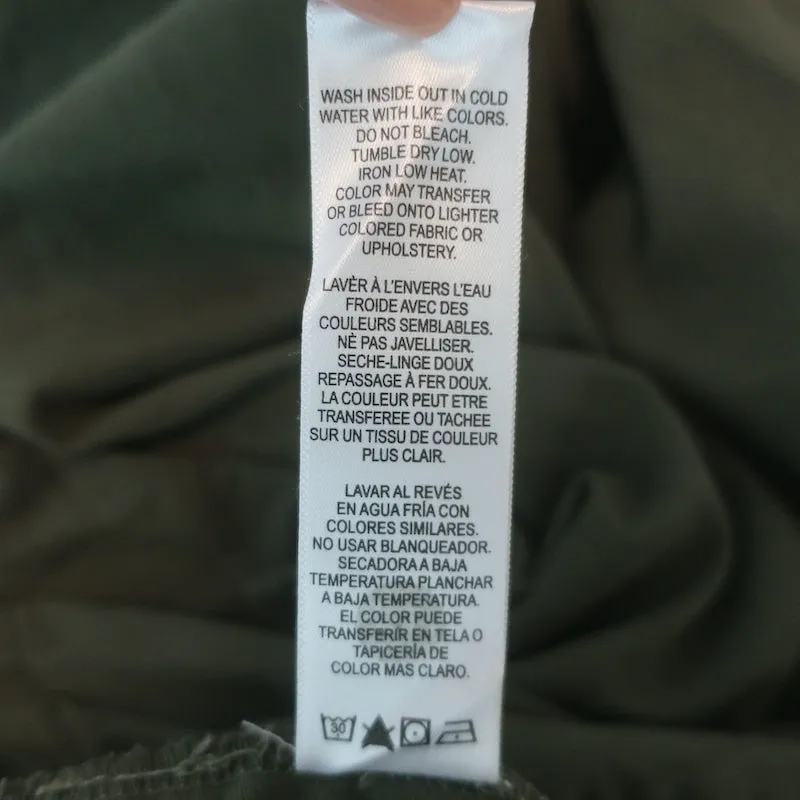 WASH INSIDE OUT IN COLD
WATER WITH LIKE COLORS.
DO NOT BLEACH.
TUMBLE DRY LOW.
IRON LOW HEAT.
COLOR MAY TRANSFER
OR BLEED ONTO LIGHTER
COLORED FABRIC OR
UPHOLSTERY.
LAVÈR À L'ENVERS L'EAU
FROIDE AVEC DES
COULEURS SEMBLABLES.
NÈ PAS JAVELLISER.
SECHE-LINGE DOUX
REPASSAGE À FER DOUX.
LA COULEUR PEUT ETRE
TRANSFEREE OU TACHEE
SUR UN TISSU DE COULEUR
PLUS CLAIR.
LAVAR AL REVÉS
EN AGUA FRÍA CON
COLORES SIMILARES.
NO USAR BLANQUEADOR.
SECADORA A BAJA
TEMPERATURA PLANCHAR
A BAJA TEMPERATURA.
EL COLOR PUEDE
TRANSFERÍR EN TELA O
TAPICERÍA DE
COLOR MAS CLARO.
30